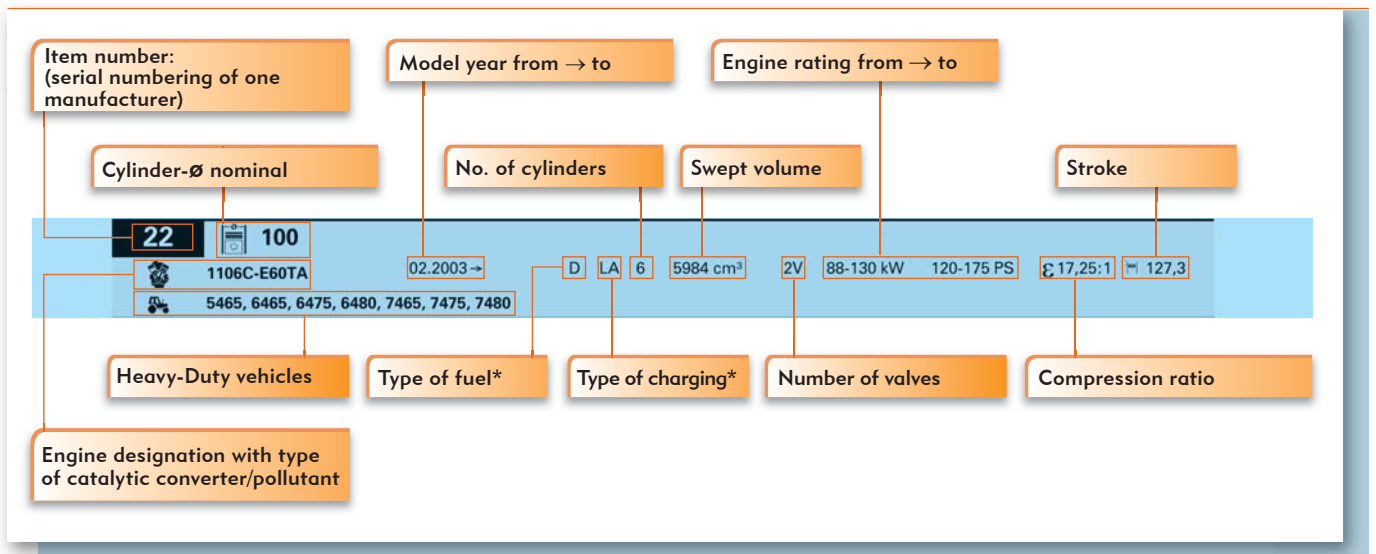 Item number:
(serial numbering of one
manufacturer)
Model year from → to
Engine rating from → to
Cylinder-ø nominal
No. of cylinders
Swept volume
Stroke
22 100
1106C-E60TA 02.2003→ D LA 6 5984 cm³ 2V 88-130 kW 120-175 PS ε 17,25:1 127,3
5465, 6465, 6475, 6480, 7465, 7475, 7480
Heavy-Duty vehicles
Type of fuel*
Type of charging*
Number of valves
Compression ratio
Engine designation with type
of catalytic converter/pollutant